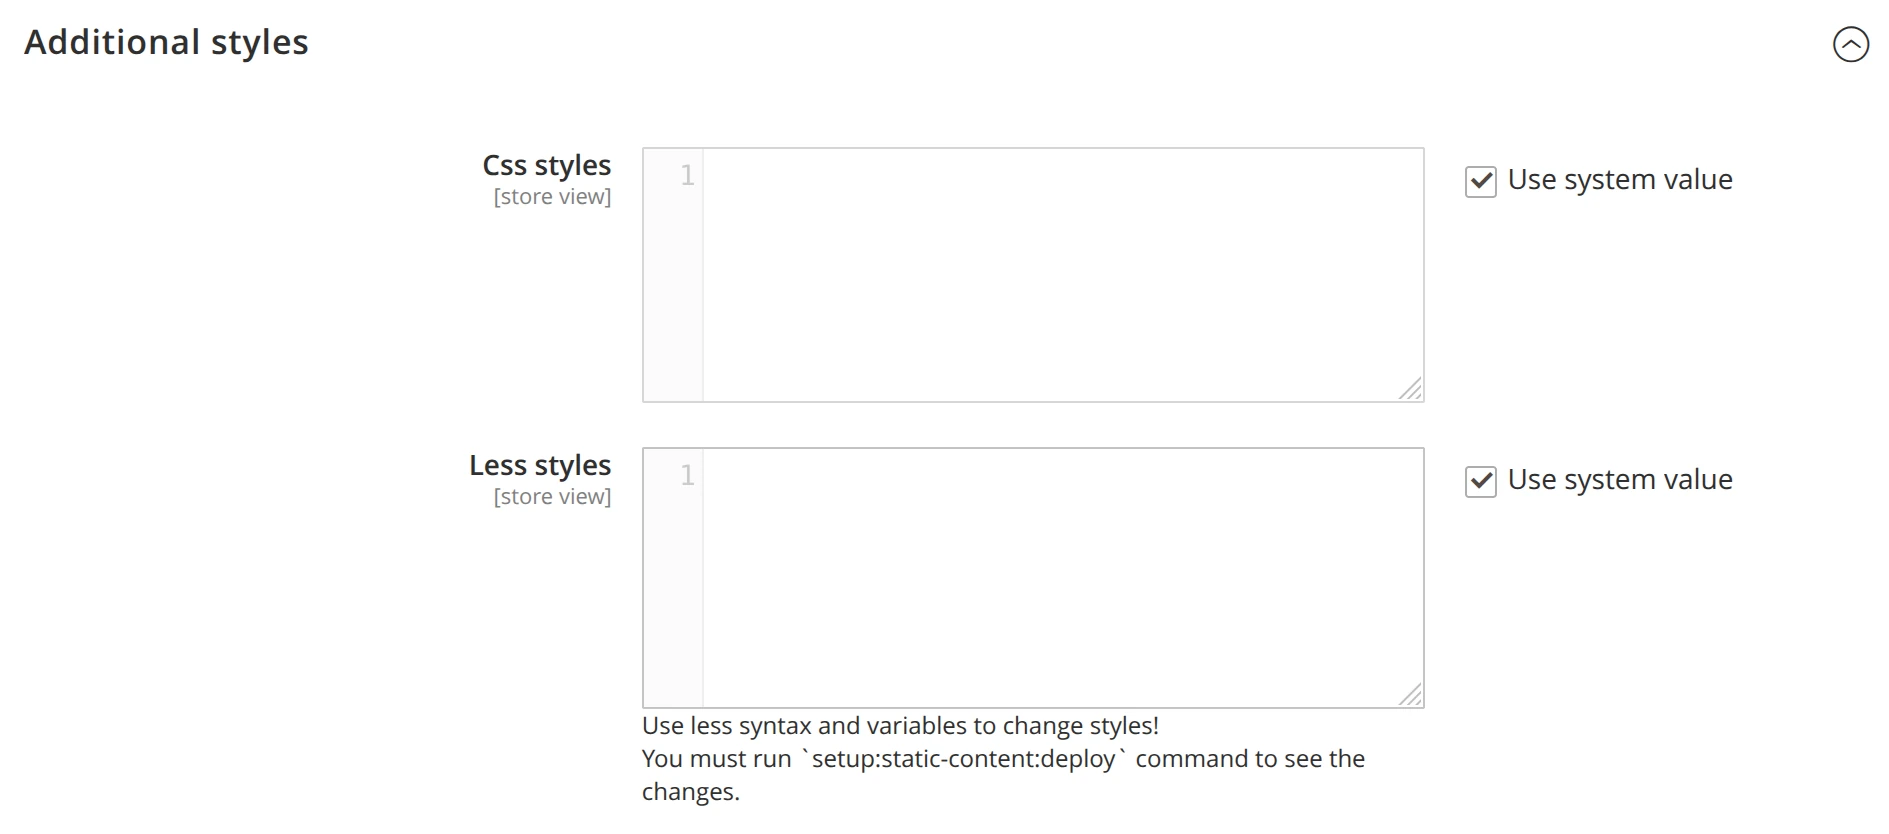 Additional styles
Css styles
[store view]
1
Use system value
Less styles
[store view]
1
Use system value
Use less syntax and variables to change styles!
You must run `setup:static-content:deploy` command to see the
changes.